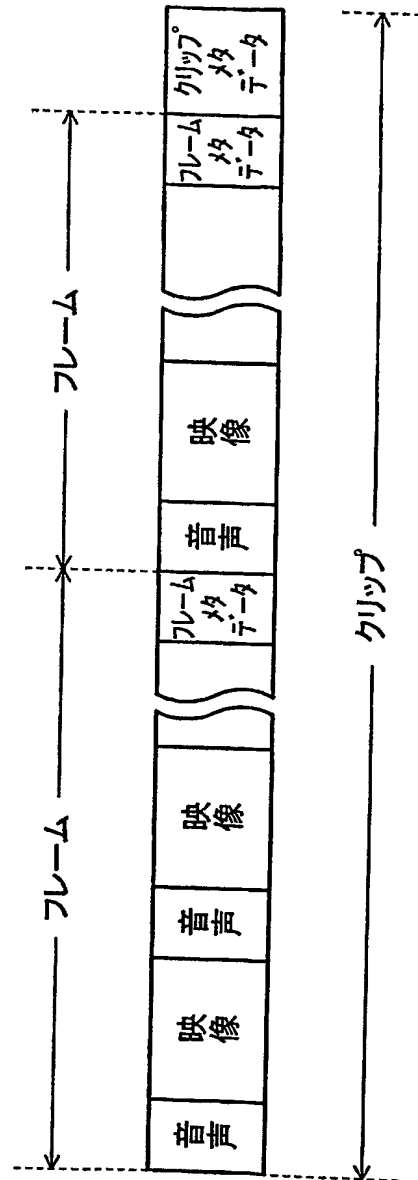 フレーム
フレーム
音声
映像
音声
映像
フレーム
メタ
データ
音声
映像
フレーム
メタ
データ
クリップ
メタ
データ
クリップ